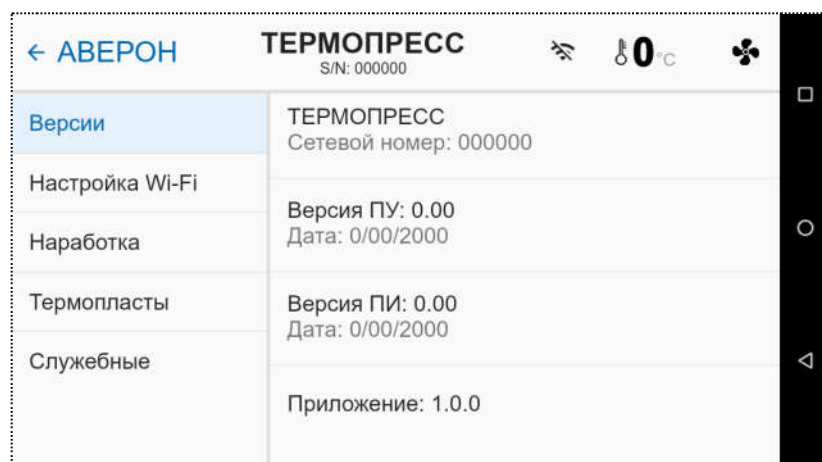 ← АВЕРОН
ТЕРМОПРЕСС
S/N: 000000
0 °C
Версии
Настройка Wi-Fi
Наработка
Термопласты
Служебные
ТЕРМОПРЕСС
Сетевой номер: 000000
Версия ПУ: 0.00
Дата: 0/00/2000
Версия ПИ: 0.00
Дата: 0/00/2000
Приложение: 1.0.0